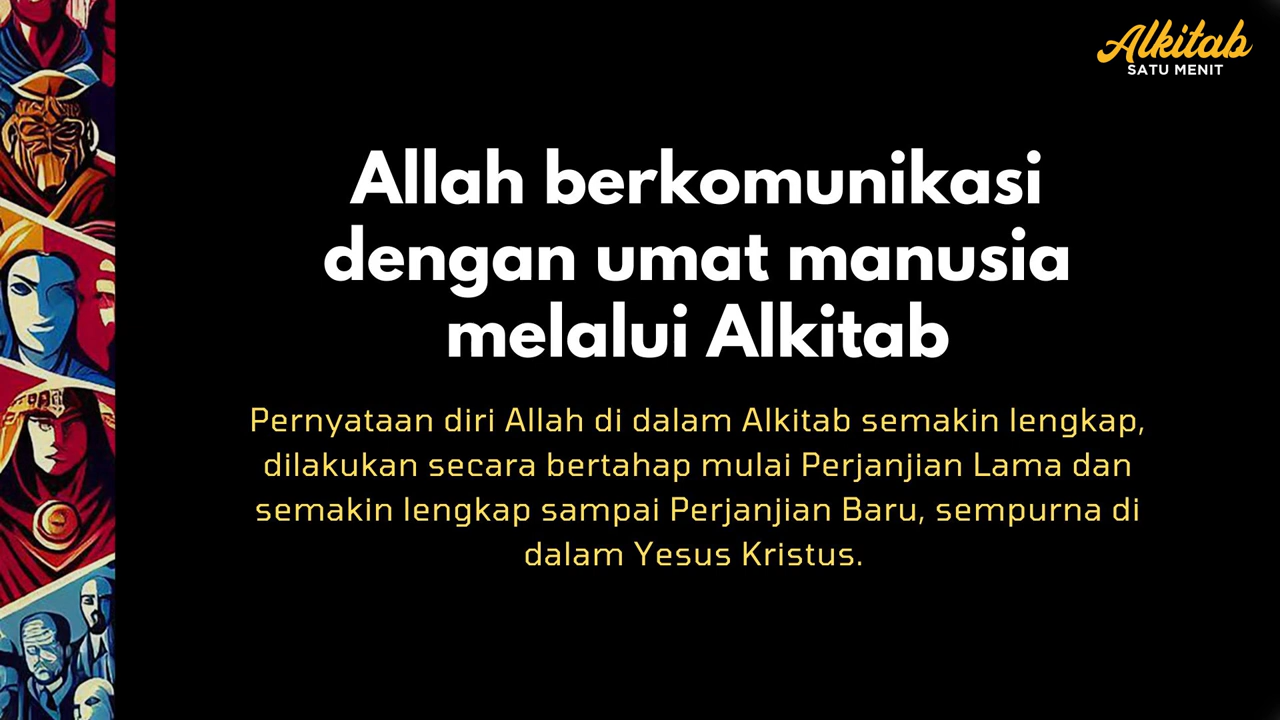 Alkitab
SATU MENIT
Allah berkomunikasi
dengan umat manusia
melalui Alkitab
Pernyataan diri Allah di dalam Alkitab semakin lengkap,
dilakukan secara bertahap mulai Perjanjian Lama dan
semakin lengkap sampai Perjanjian Baru, sempurna di
dalam Yesus Kristus.